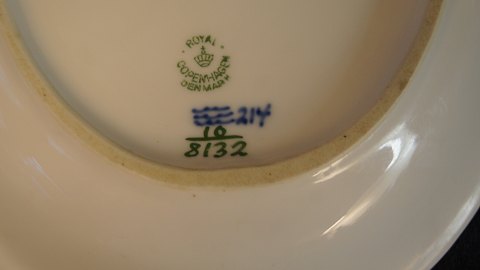 ROYAL
COPENHAGEN
DENMARK
214
10
8132